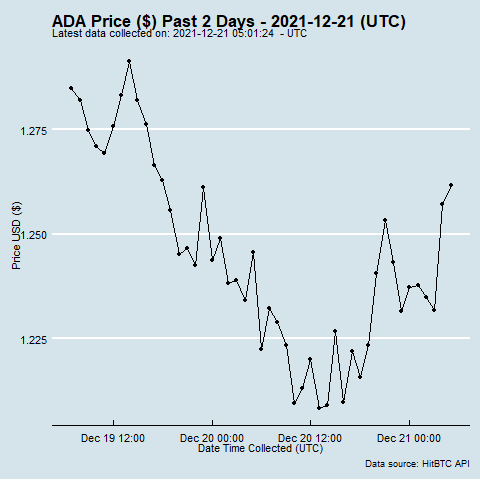 ADA Price ($) Past 2 Days - 2021-12-21 (UTC)
Latest data collected on: 2021-12-21 05:01:24  - UTC
1.275
1.250
1.225
Price USD ($)
Dec 19 12:00
Dec 20 00:00
Dec 20 12:00
Dec 21 00:00
Date Time Collected (UTC)
Data source: HitBTC API